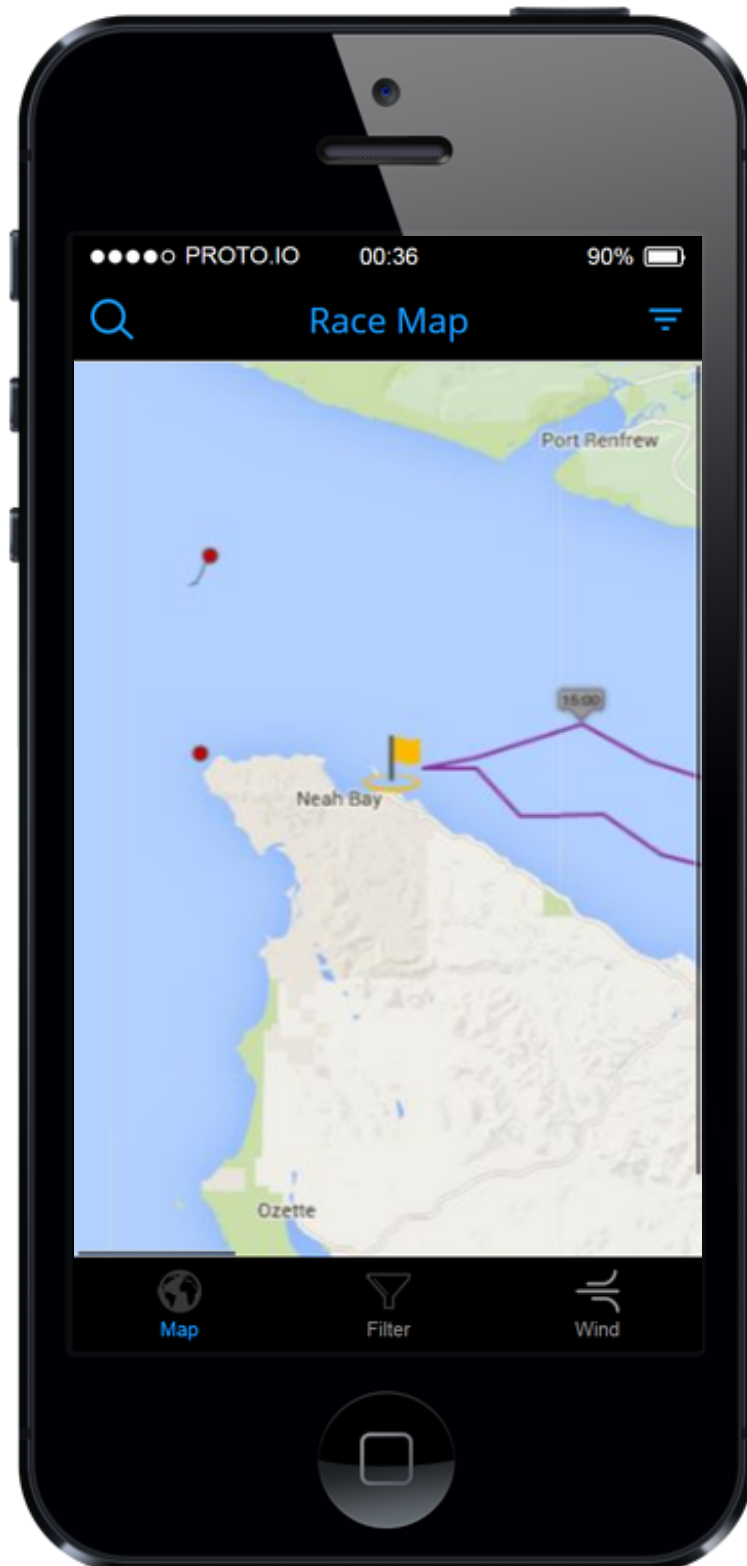 PROTO.IO 00:36 90%
Race Map
Port Renfrew
15:00
Neah Bay
Ozette
Map Filter Wind